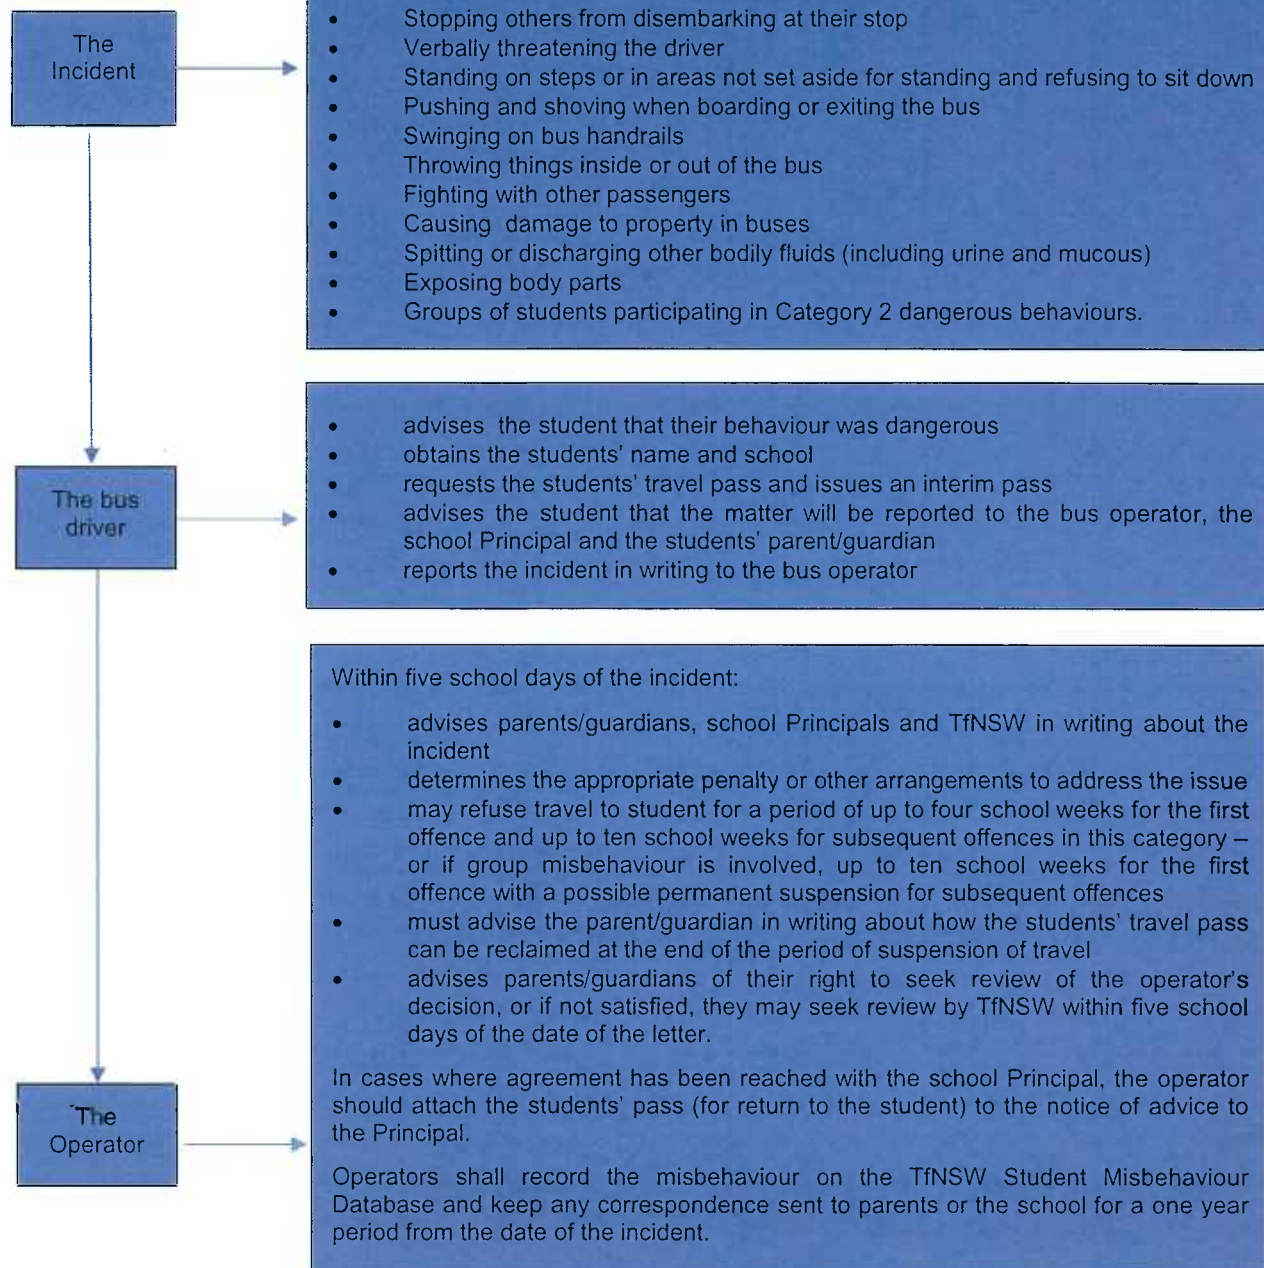 The
Incident
• Stopping others from disembarking at their stop
• Verbally threatening the driver
• Standing on steps or in areas not set aside for standing and refusing to sit down
• Pushing and shoving when boarding or exiting the bus
• Swinging on bus handrails
• Throwing things inside or out of the bus
• Fighting with other passengers
• Causing damage to property in buses
• Spitting or discharging other bodily fluids (including urine and mucous)
• Exposing body parts
• Groups of students participating in Category 2 dangerous behaviours.
The bus
driver
• advises the student that their behaviour was dangerous
• obtains the students' name and school
• requests the students' travel pass and issues an interim pass
• advises the student that the matter will be reported to the bus operator, the
school Principal and the students' parent/guardian
• reports the incident in writing to the bus operator
The
Operator
Within five school days of the incident:
• advises parents/guardians, school Principals and TfNSW in writing about the
incident
• determines the appropriate penalty or other arrangements to address the issue
• may refuse travel to student for a period of up to four school weeks for the first
offence and up to ten school weeks for subsequent offences in this category –
or if group misbehaviour is involved, up to ten school weeks for the first
offence with a possible permanent suspension for subsequent offences
• must advise the parent/guardian in writing about how the students' travel pass
can be reclaimed at the end of the period of suspension of travel
• advises parents/guardians of their right to seek review of the operator's
decision, or if not satisfied, they may seek review by TfNSW within five school
days of the date of the letter.
In cases where agreement has been reached with the school Principal, the operator
should attach the students' pass (for return to the student) to the notice of advice to
the Principal.
Operators shall record the misbehaviour on the TfNSW Student Misbehaviour
Database and keep any correspondence sent to parents or the school for a one year
period from the date of the incident.